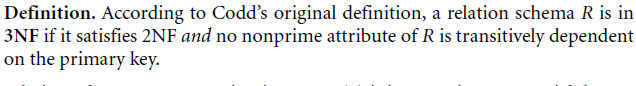 Definition. According to Codd's original definition, a relation schema R is in
3NF if it satisfies 2NF and no nonprime attribute of R is transitively dependent
on the primary key.